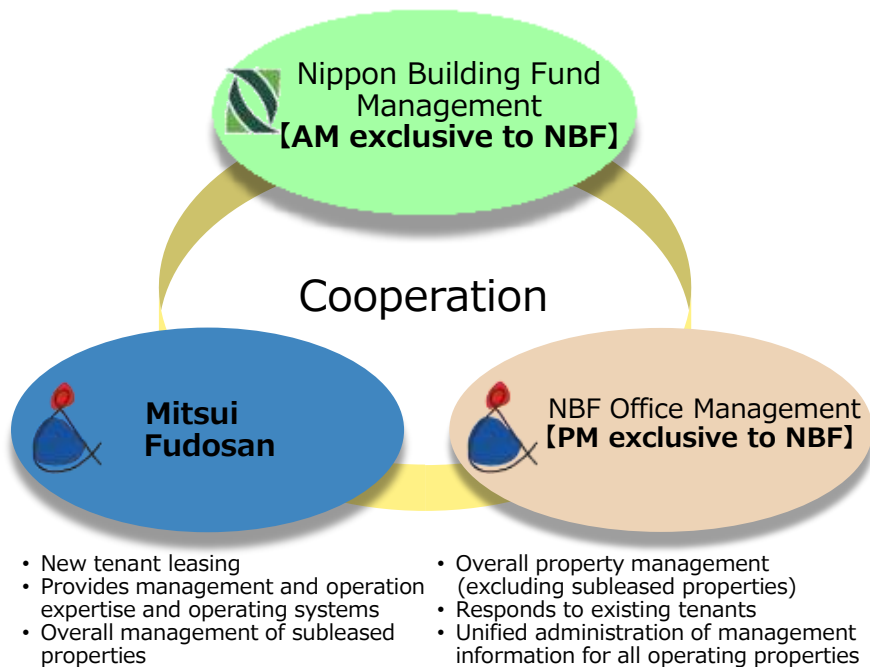 Nippon Building Fund
Management
【AM exclusive to NBF】
Cooperation
Mitsui
Fudosan
NBF Office Management
【PM exclusive to NBF】
• New tenant leasing
• Provides management and operation
expertise and operating systems
• Overall management of subleased
properties
• Overall property management
(excluding subleased properties)
• Responds to existing tenants
• Unified administration of management
information for all operating properties